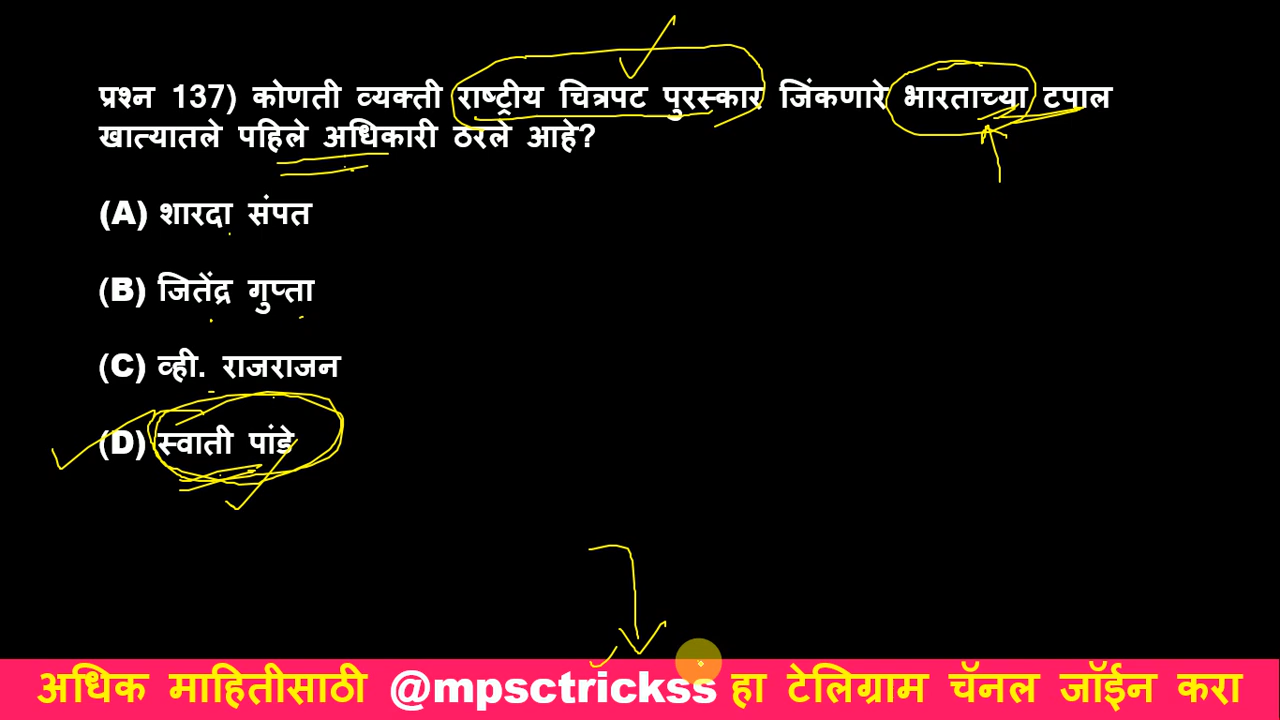 प्रश्न 137) कोणती व्यक्ती राष्ट्रीय चित्रपट पुरस्कार जिंकणारे भारताच्या टपाल
खात्यातले पहिले अधिकारी ठरले आहे?
(A) शारदा संपत
(B) जितेंद्र गुप्ता
(C) व्ही. राजराजन
(D) स्वाती पांडे
अधिक माहितीसाठी @mpsctrickss हा टेलिग्राम चॅनल जॉईन करा